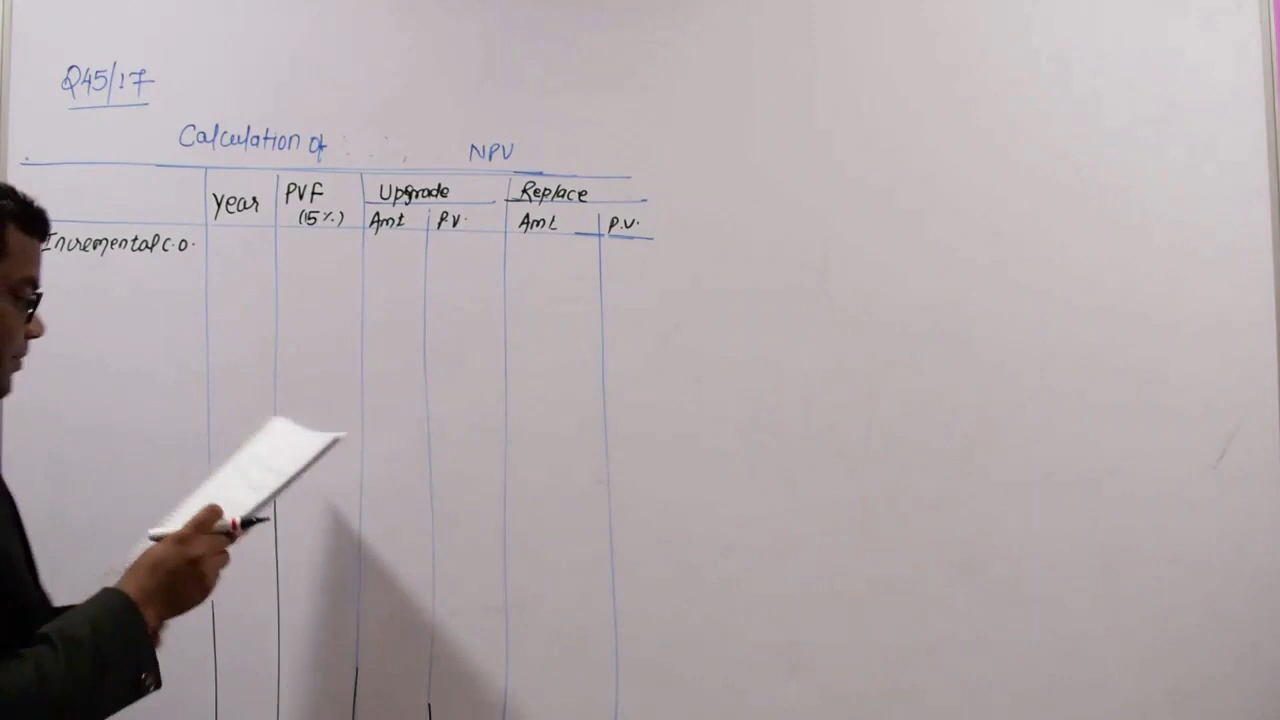 Q45/17
Calculation of NPV
Year PVF (15%) Upgrade Replace
Amt P.V. Amt P.V.
Incremental C.O.